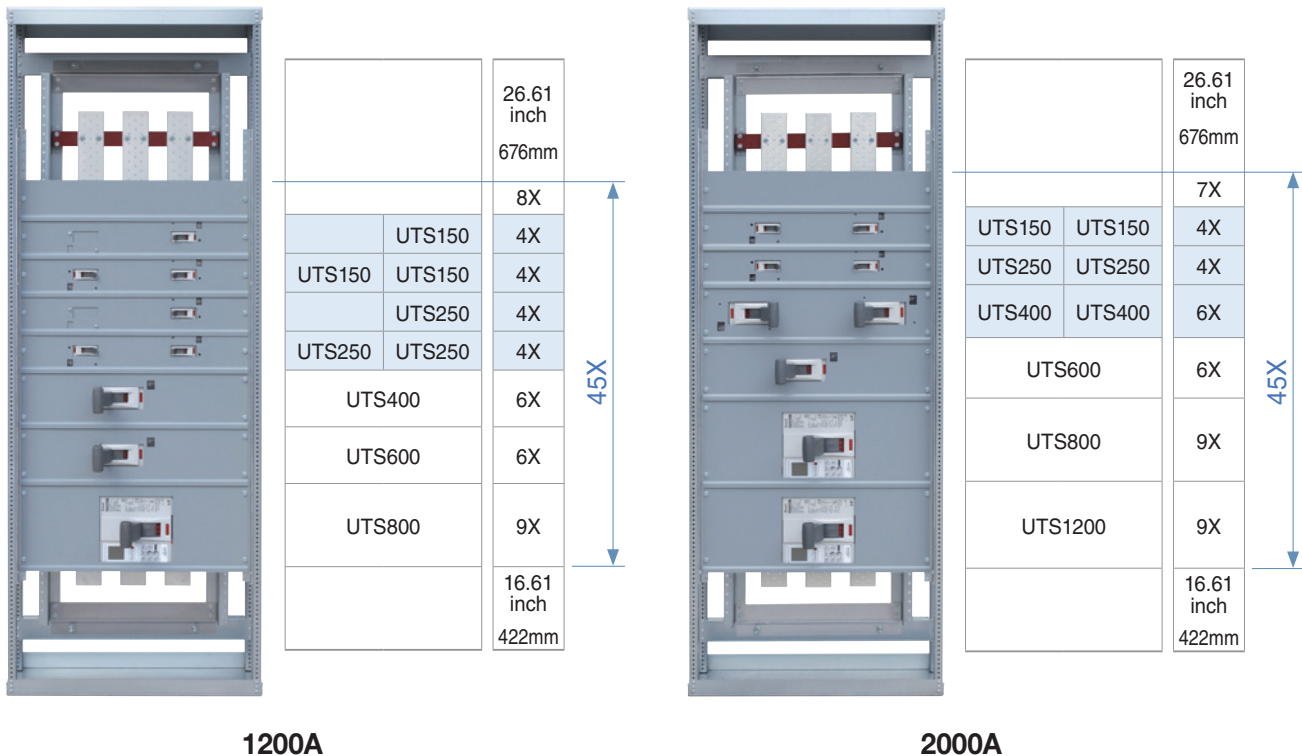 26.61
inch
676mm
8X
UTS150 4X
UTS150 UTS150 4X
UTS250 4X
UTS250 UTS250 4X
UTS400 6X
UTS600 6X
UTS800 9X
16.61
inch
422mm
45X
1200A
26.61
inch
676mm
7X
UTS150 UTS150 4X
UTS250 UTS250 4X
UTS400 UTS400 6X
UTS600 6X
UTS800 9X
UTS1200 9X
16.61
inch
422mm
45X
2000A